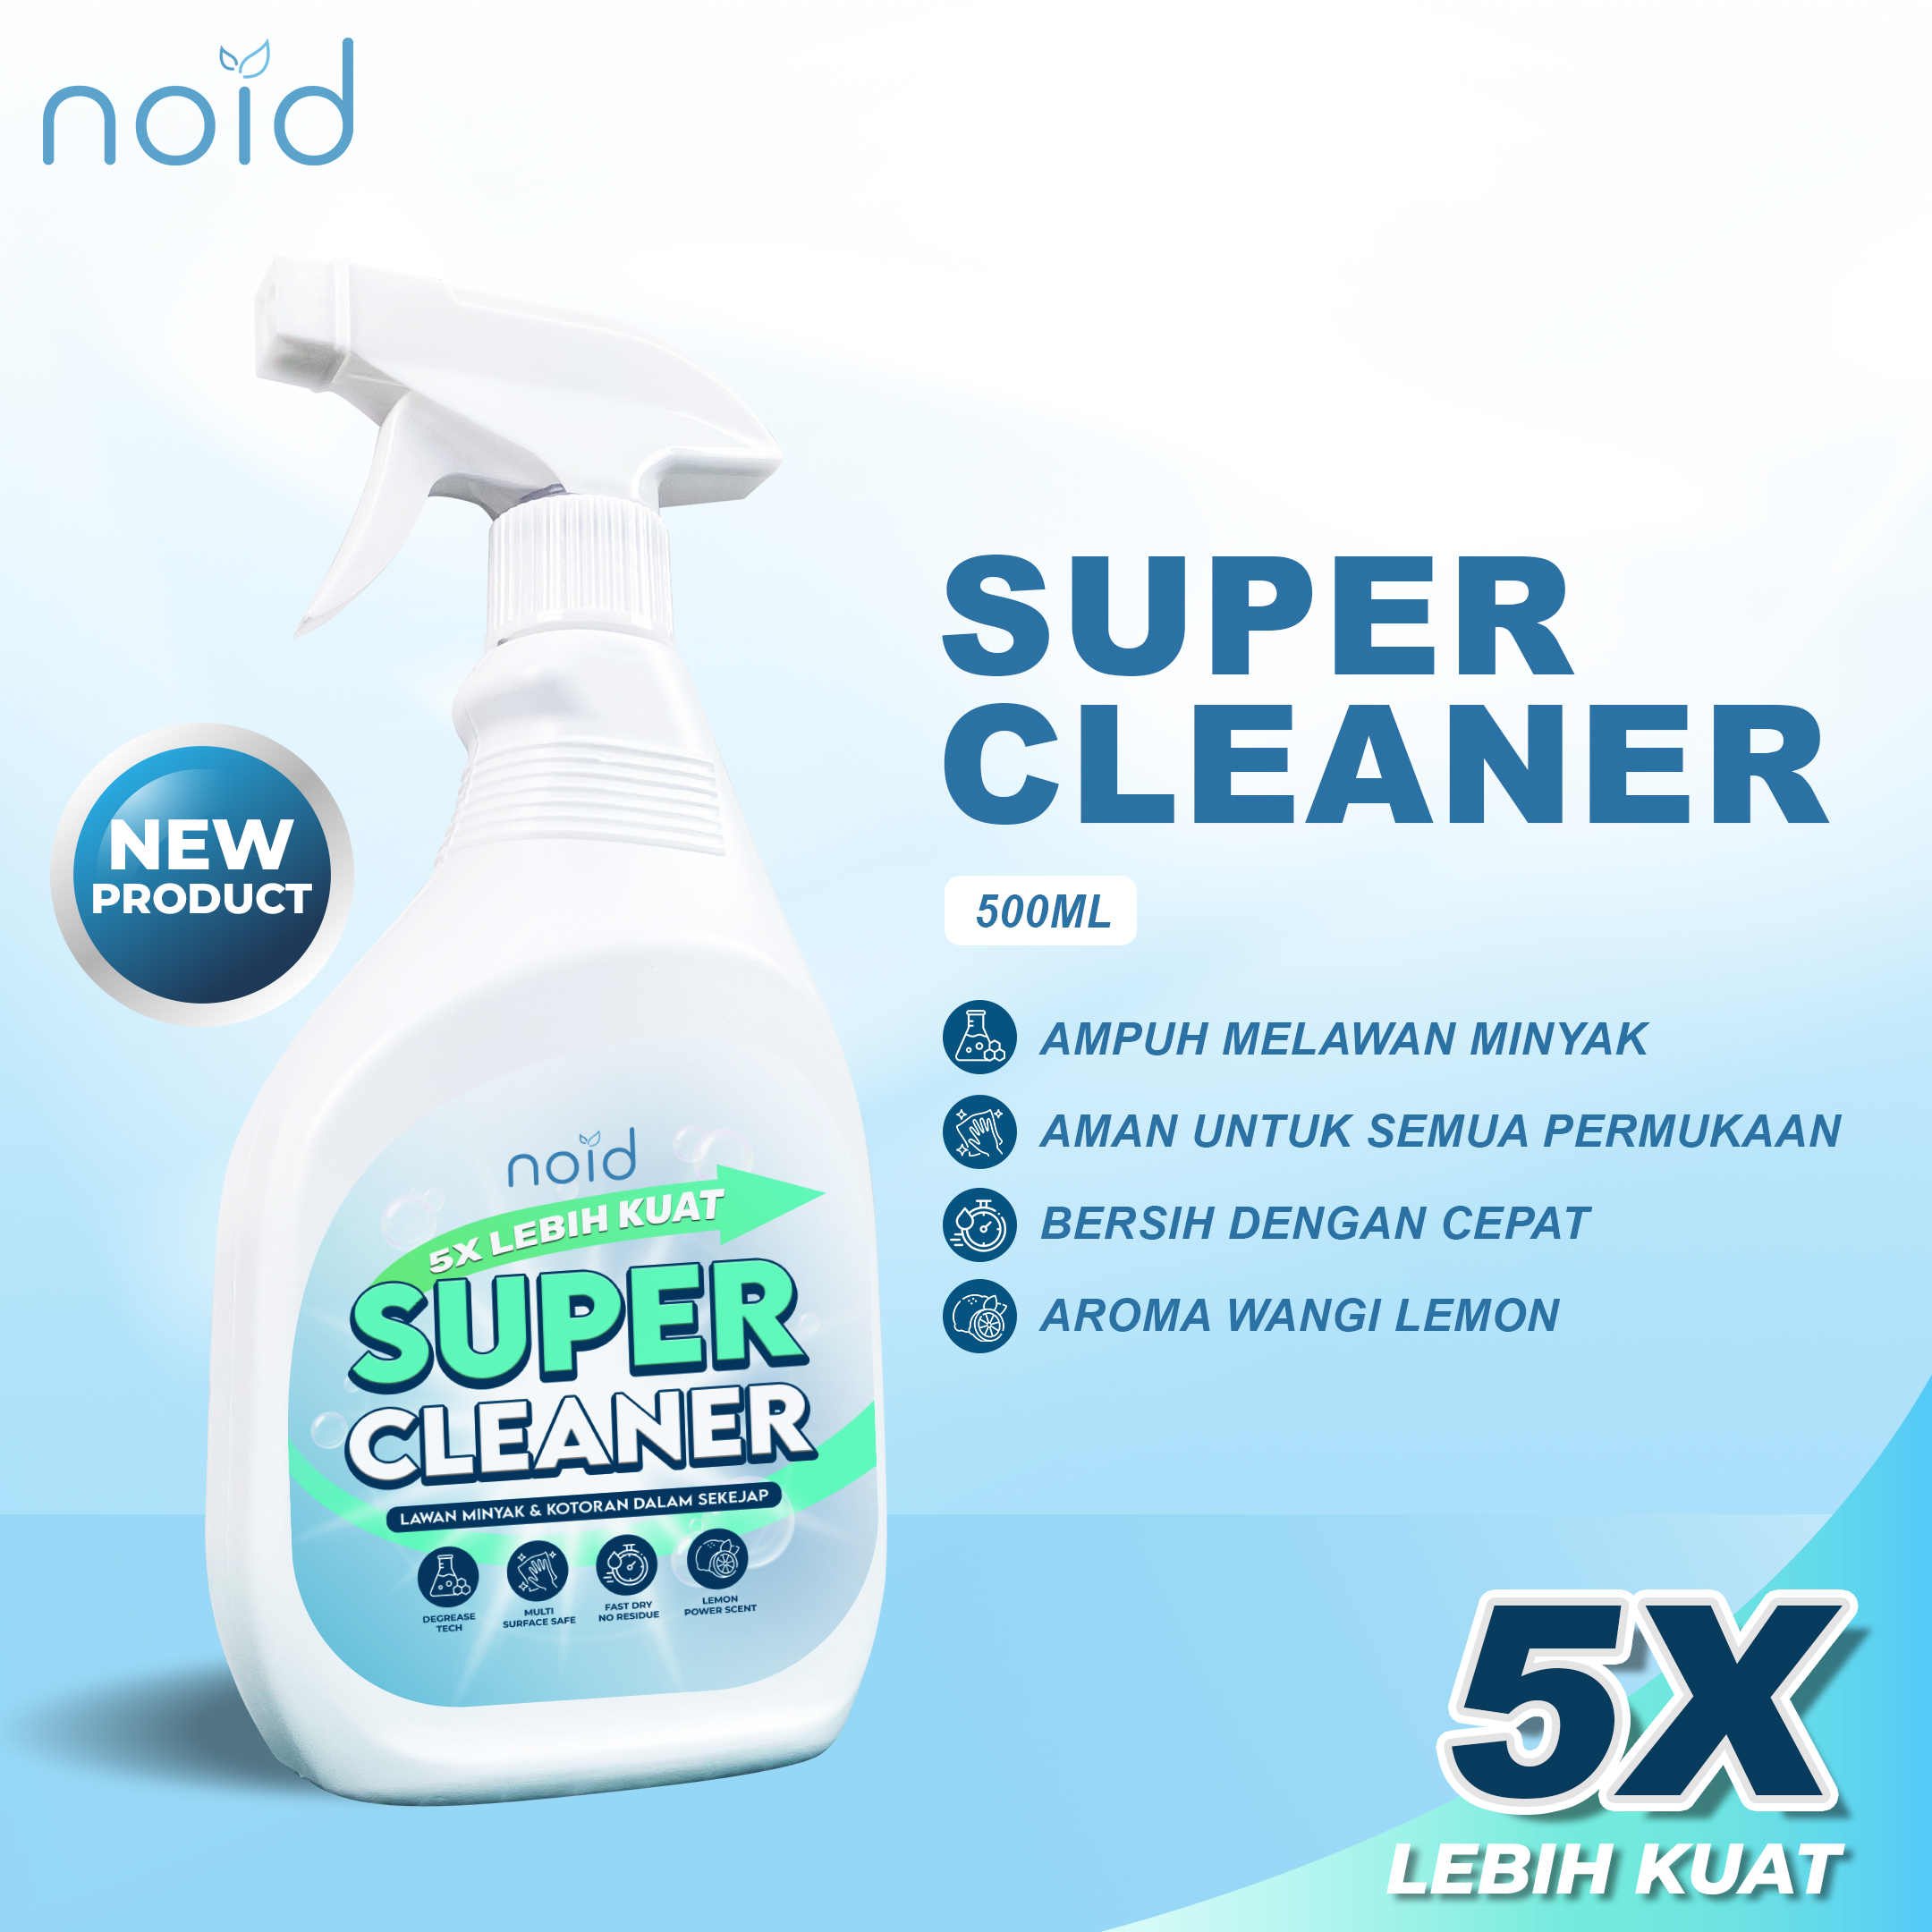 noid
NEW
PRODUCT
SUPER
CLEANER
500ML
AMPUH MELAWAN MINYAK
AMAN UNTUK SEMUA PERMUKAAN
BERSIH DENGAN CEPAT
AROMA WANGI LEMON
noid
5X LEBIH KUAT
SUPER
CLEANER
LAWAN MINYAK & KOTORAN DALAM SEKEJAP
DEGREASE
TECH
MULTI
SURFACE SAFE
FAST DRY
NO RESIDUE
LEMON
POWER SCENT
5X
LEBIH KUAT